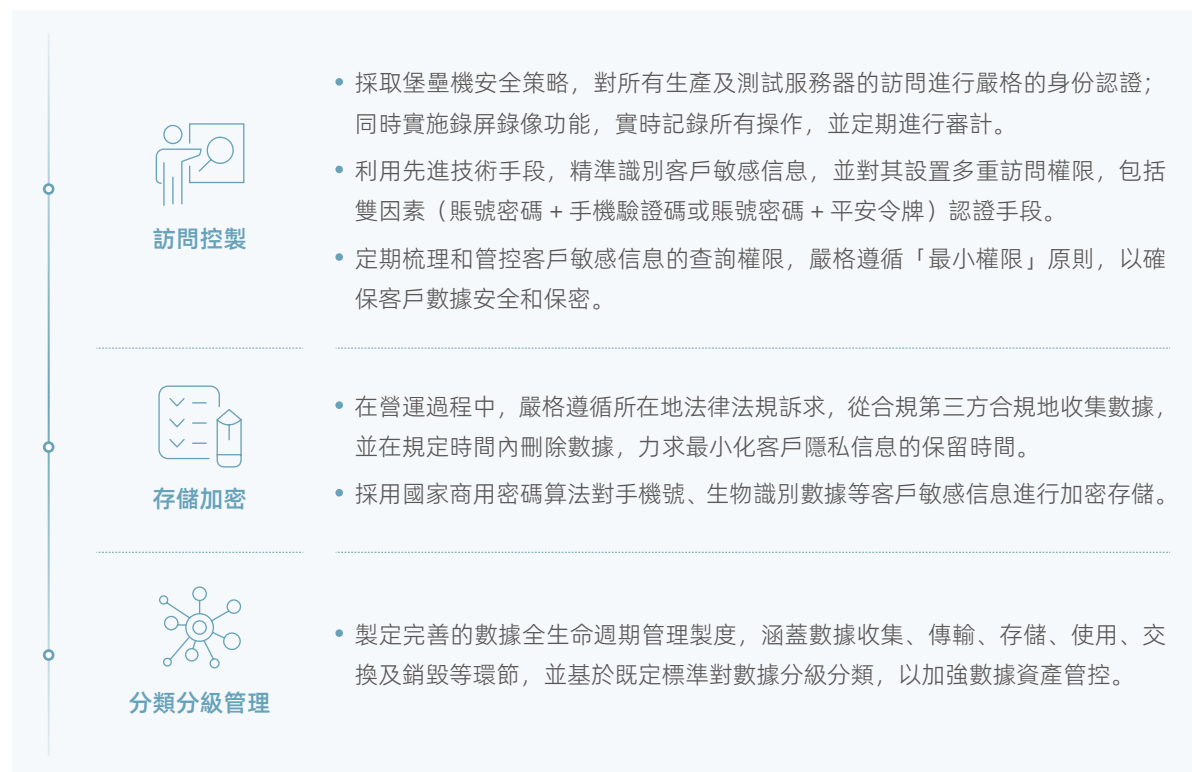 訪問控製
• 採取堡壘機安全策略，對所有生產及測試服務器的訪問進行嚴格的身份認證；
同時實施錄屏錄像功能，實時記錄所有操作，並定期進行審計。
• 利用先進技術手段，精準識別客戶敏感信息，並對其設置多重訪問權限，包括
雙因素（賬號密碼 + 手機驗證碼或賬號密碼 + 平安令牌）認證手段。
• 定期梳理和管控客戶敏感信息的查詢權限，嚴格遵循「最小權限」原則，以確
保客戶數據安全和保密。
存儲加密
• 在營運過程中，嚴格遵循所在地法律法規訴求，從合規第三方合規地收集數據，
並在規定時間內刪除數據，力求最小化客戶隱私信息的保留時間。
• 採用國家商用密碼算法對手機號、生物識別數據等客戶敏感信息進行加密存儲。
分類分級管理
• 製定完善的數據全生命週期管理製度，涵蓋數據收集、傳輸、存儲、使用、交
換及銷毀等環節，並基於既定標準對數據分級分類，以加強數據資產管控。